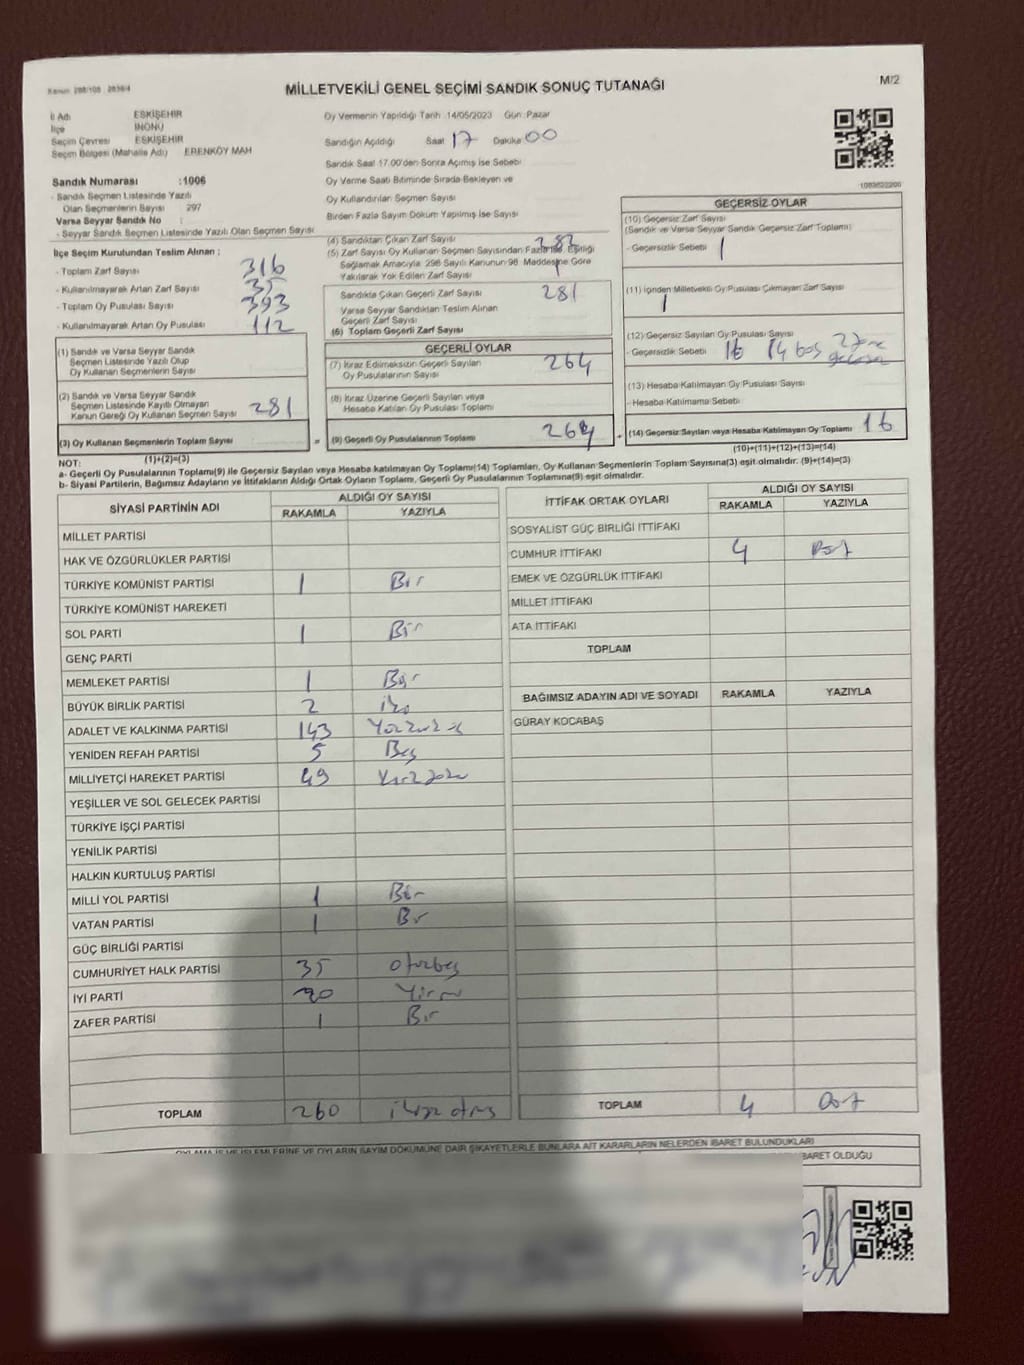 Kanun: 298/105 : 2839/4
M/2
MİLLETVEKİLİ GENEL SEÇİMİ SANDIK SONUÇ TUTANAĞI
İl Adı ESKİŞEHİR
İlçe İNÖNÜ
Seçim Çevresi ESKİŞEHİR
Seçim Bölgesi (Mahalle Adı) ERENKÖY MAH
Sandık Numarası :1006
- Sandık Seçmen Listesinde Yazılı
Olan Seçmenlerin Sayısı 297
Varsa Seyyar Sandık No :
- Seyyar Sandık Seçmen Listesinde Yazılı Olan Seçmen Sayısı
Oy Vermenin Yapıldığı Tarih :14/05/2023 Gün :Pazar
Sandığın Açıldığı Saat 17 Dakika 00
Sandık Saat 17.00'den Sonra Açımış İse Sebebi
Oy Verme Saati Bitiminde Sırada Bekleyen ve
Oy Kullandırılan Seçmen Sayısı
Birden Fazla Sayım Döküm Yapılmış İse Sayısı
1083622200
İlçe Seçim Kurulundan Teslim Alınan :
- Toplam Zarf Sayısı 316
- Kullanılmayarak Artan Zarf Sayısı 35
- Toplam Oy Pusulası Sayısı 393
- Kullanılmayarak Artan Oy Pusulası 112
(4) Sandıktan Çıkan Zarf Sayısı 282
(5) Zarf Sayısı Oy Kullanan Seçmen Sayısından Fazla İse, Eşitliği
Sağlamak Amacıyla 298 Sayılı Kanunun 98. Maddesine Göre
Yakılarak Yok Edilen Zarf Sayısı 1
Sandıkta Çıkan Geçerli Zarf Sayısı 281
Varsa Seyyar Sandıktan Teslim Alınan
Geçerli Zarf Sayısı
(6) Toplam Geçerli Zarf Sayısı
GEÇERSİZ OYLAR
(10) Geçersiz Zarf Sayısı
(Sandık ve Varsa Seyyar Sandık Geçersiz Zarf Toplamı)
- Geçersizlik Sebebi 1
(11) İçinden Milletvekili Oy Pusulası Çıkmayan Zarf Sayısı
1
(12) Geçersiz Sayılan Oy Pusulası Sayısı
- Geçersizlik Sebebi 16 14 boş 2
(13) Hesaba Katılmayan Oy Pusulası Sayısı
- Hesaba Katılmama Sebebi
(14) Geçersiz Sayılan veya Hesaba Katılmayan Oy Toplamı 16
(10)+(11)+(12)+(13)=(14)
(1) Sandık ve Varsa Seyyar Sandık
Seçmen Listesinde Yazılı Olup
Oy Kullanan Seçmenlerin Sayısı
(2) Sandık ve Varsa Seyyar Sandık
Seçmen Listesinde Kayıtlı Olmayan
Kanun Gereği Oy Kullanan Seçmen Sayısı 281
(3) Oy Kullanan Seçmenlerin Toplam Sayısı
(1)+(2)=(3)
=
GEÇERLİ OYLAR
(7) İtiraz Edilmeksizin Geçerli Sayılan
Oy Pusulalarının Sayısı 264
(8) İtiraz Üzerine Geçerli Sayılan veya
Hesaba Katılan Oy Pusulası Toplamı
(9) Geçerli Oy Pusulalarının Toplamı 264
+
NOT:
a- Geçerli Oy Pusulalarının Toplamı(9) ile Geçersiz Sayılan veya Hesaba katılmayan Oy Toplamı(14) Toplamları, Oy Kullanan Seçmenlerin Toplam Sayısına(3) eşit olmalıdır. (9)+(14)=(3)
b- Siyasi Partilerin, Bağımsız Adayların ve İttifakların Aldığı Ortak Oyların Toplamı, Geçerli Oy Pusulalarının Toplamına(9) eşit olmalıdır.
SİYASİ PARTİNİN ADI ALDIĞI OY SAYISI
RAKAMLA YAZIYLA
MİLLET PARTİSİ
HAK VE ÖZGÜRLÜKLER PARTİSİ
TÜRKİYE KOMÜNİST PARTİSİ 1 Bir
TÜRKİYE KOMÜNİST HAREKETİ
SOL PARTİ 1 Bir
GENÇ PARTİ
MEMLEKET PARTİSİ 1 Bir
BÜYÜK BİRLİK PARTİSİ 2 iki
ADALET VE KALKINMA PARTİSİ 143
YENİDEN REFAH PARTİSİ 5 Beş
MİLLİYETÇİ HAREKET PARTİSİ 49
YEŞİLLER VE SOL GELECEK PARTİSİ
TÜRKİYE İŞÇİ PARTİSİ
YENİLİK PARTİSİ
HALKIN KURTULUŞ PARTİSİ
MİLLİ YOL PARTİSİ 1 Bir
VATAN PARTİSİ 1 Bir
GÜÇ BİRLİĞİ PARTİSİ
CUMHURİYET HALK PARTİSİ 35 otuzbeş
İYİ PARTİ 20 Yirmi
ZAFER PARTİSİ 1 Bir
TOPLAM 260
İTTİFAK ORTAK OYLARI ALDIĞI OY SAYISI
RAKAMLA YAZIYLA
SOSYALİST GÜÇ BİRLİĞİ İTTİFAKI
CUMHUR İTTİFAKI 4 Dört
EMEK VE ÖZGÜRLÜK İTTİFAKI
MİLLET İTTİFAKI
ATA İTTİFAKI
TOPLAM
BAĞIMSIZ ADAYIN ADI VE SOYADI RAKAMLA YAZIYLA
GÜRAY KOCABAŞ
TOPLAM 4 Dört
OYLAMA İŞ VE İŞLEMLERİNE VE OYLARIN SAYIM DÖKÜMÜNE DAİR ŞİKAYETLERLE BUNLARA AİT KARARLARIN NELERDEN İBARET BULUNDUKLARI
BARET OLDUĞU